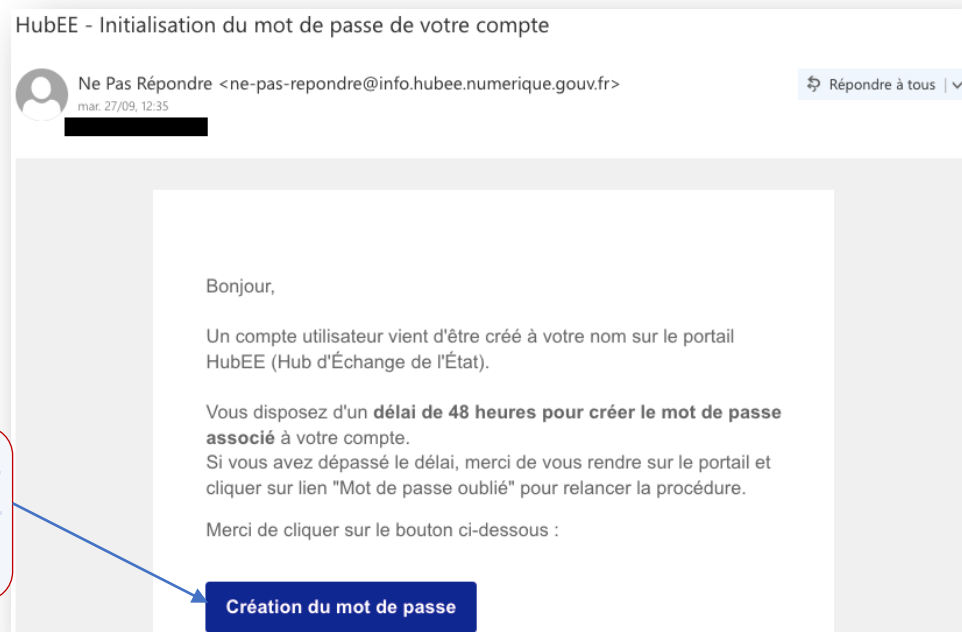 HubEE - Initialisation du mot de passe de votre compte
Ne Pas Répondre <ne-pas-repondre@info.hubee.numerique.gouv.fr>
mar. 27/09, 12:35
Répondre à tous
Bonjour,
Un compte utilisateur vient d'être créé à votre nom sur le portail
HubEE (Hub d'Échange de l'État).
Vous disposez d'un délai de 48 heures pour créer le mot de passe
associé à votre compte.
Si vous avez dépassé le délai, merci de vous rendre sur le portail et
cliquer sur lien "Mot de passe oublié" pour relancer la procédure.
Merci de cliquer sur le bouton ci-dessous :
Création du mot de passe